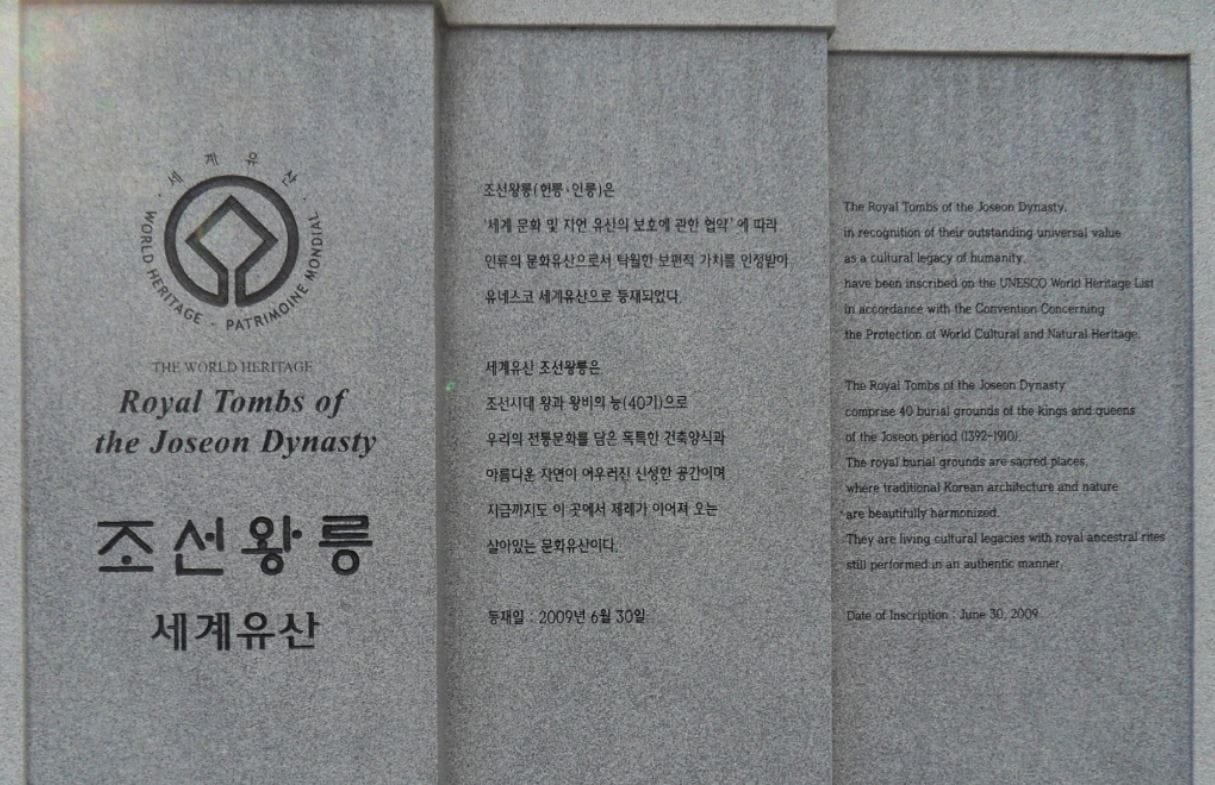 · 세계유산 ·
WORLD HERITAGE · PATRIMOINE MONDIAL
THE WORLD HERITAGE
Royal Tombs of
the Joseon Dynasty
조선왕릉
세계유산
조선왕릉(헌릉·인릉)은
'세계 문화 및 자연 유산의 보호에 관한 협약' 에 따라
인류의 문화유산으로서 탁월한 보편적 가치를 인정받아
유네스코 세계유산으로 등재되었다.
세계유산 조선왕릉은
조선시대 왕과 왕비의 능(40기)으로
우리의 전통문화를 담은 독특한 건축양식과
아름다운 자연이 어우러진 신성한 공간이며
지금까지도 이 곳에서 제례가 이어져 오는
살아있는 문화유산이다.
등재일 : 2009년 6월 30일
The Royal Tombs of the Joseon Dynasty,
in recognition of their outstanding universal value
as a cultural legacy of humanity,
have been inscribed on the UNESCO World Heritage List
in accordance with the Convention Concerning
the Protection of World Cultural and Natural Heritage.
The Royal Tombs of the Joseon Dynasty
comprise 40 burial grounds of the kings and queens
of the Joseon period (1392-1910).
The royal burial grounds are sacred places,
where traditional Korean architecture and nature
are beautifully harmonized.
They are living cultural legacies with royal ancestral rites
still performed in an authentic manner.
Date of Inscription : June 30, 2009